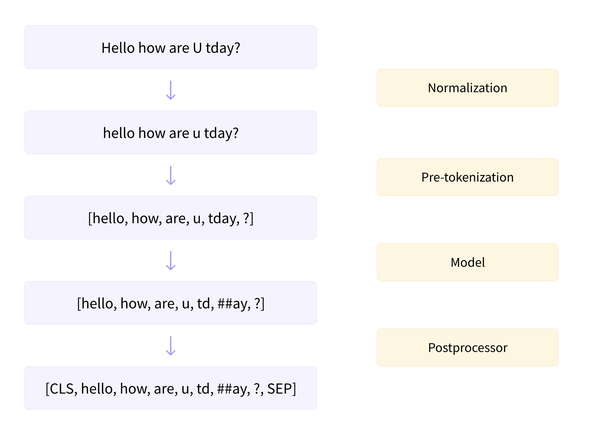 Hello how are U tday?
Normalization
hello how are u tday?
Pre-tokenization
[hello, how, are, u, tday, ?]
Model
[hello, how, are, u, td, ##ay, ?]
Postprocessor
[CLS, hello, how, are, u, td, ##ay, ?, SEP]